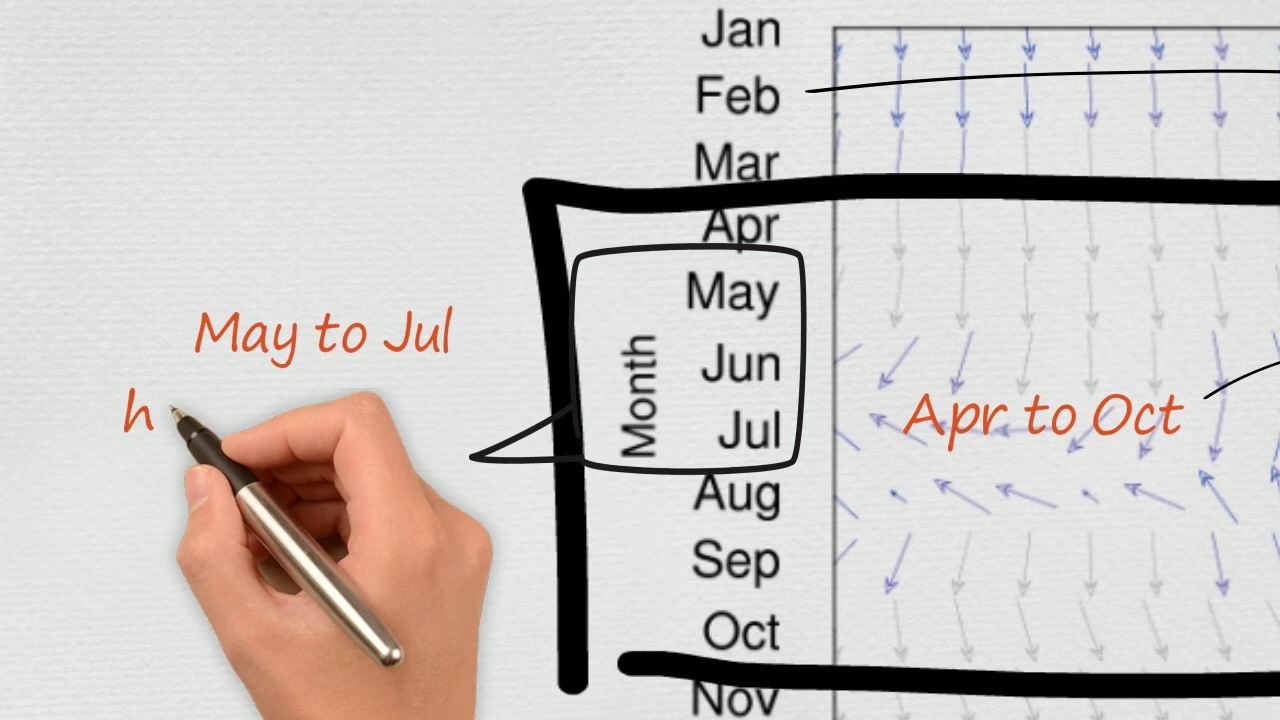 Jan
Feb
Mar
Apr
May
Jun
Jul
Aug
Sep
Oct
Nov
Month
May to Jul
h
Apr to Oct